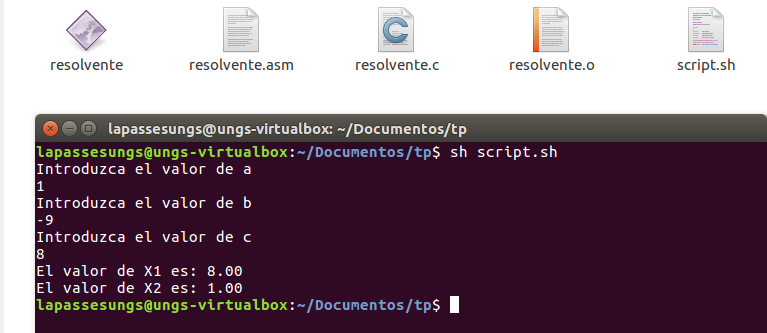 resolvente resolvente.asm resolvente.c resolvente.o script.sh
lapassesungs@ungs-virtualbox: ~/Documentos/tp
lapassesungs@ungs-virtualbox:~/Documentos/tp$ sh script.sh
Introduzca el valor de a
1
Introduzca el valor de b
-9
Introduzca el valor de c
8
El valor de X1 es: 8.00
El valor de X2 es: 1.00
lapassesungs@ungs-virtualbox:~/Documentos/tp$